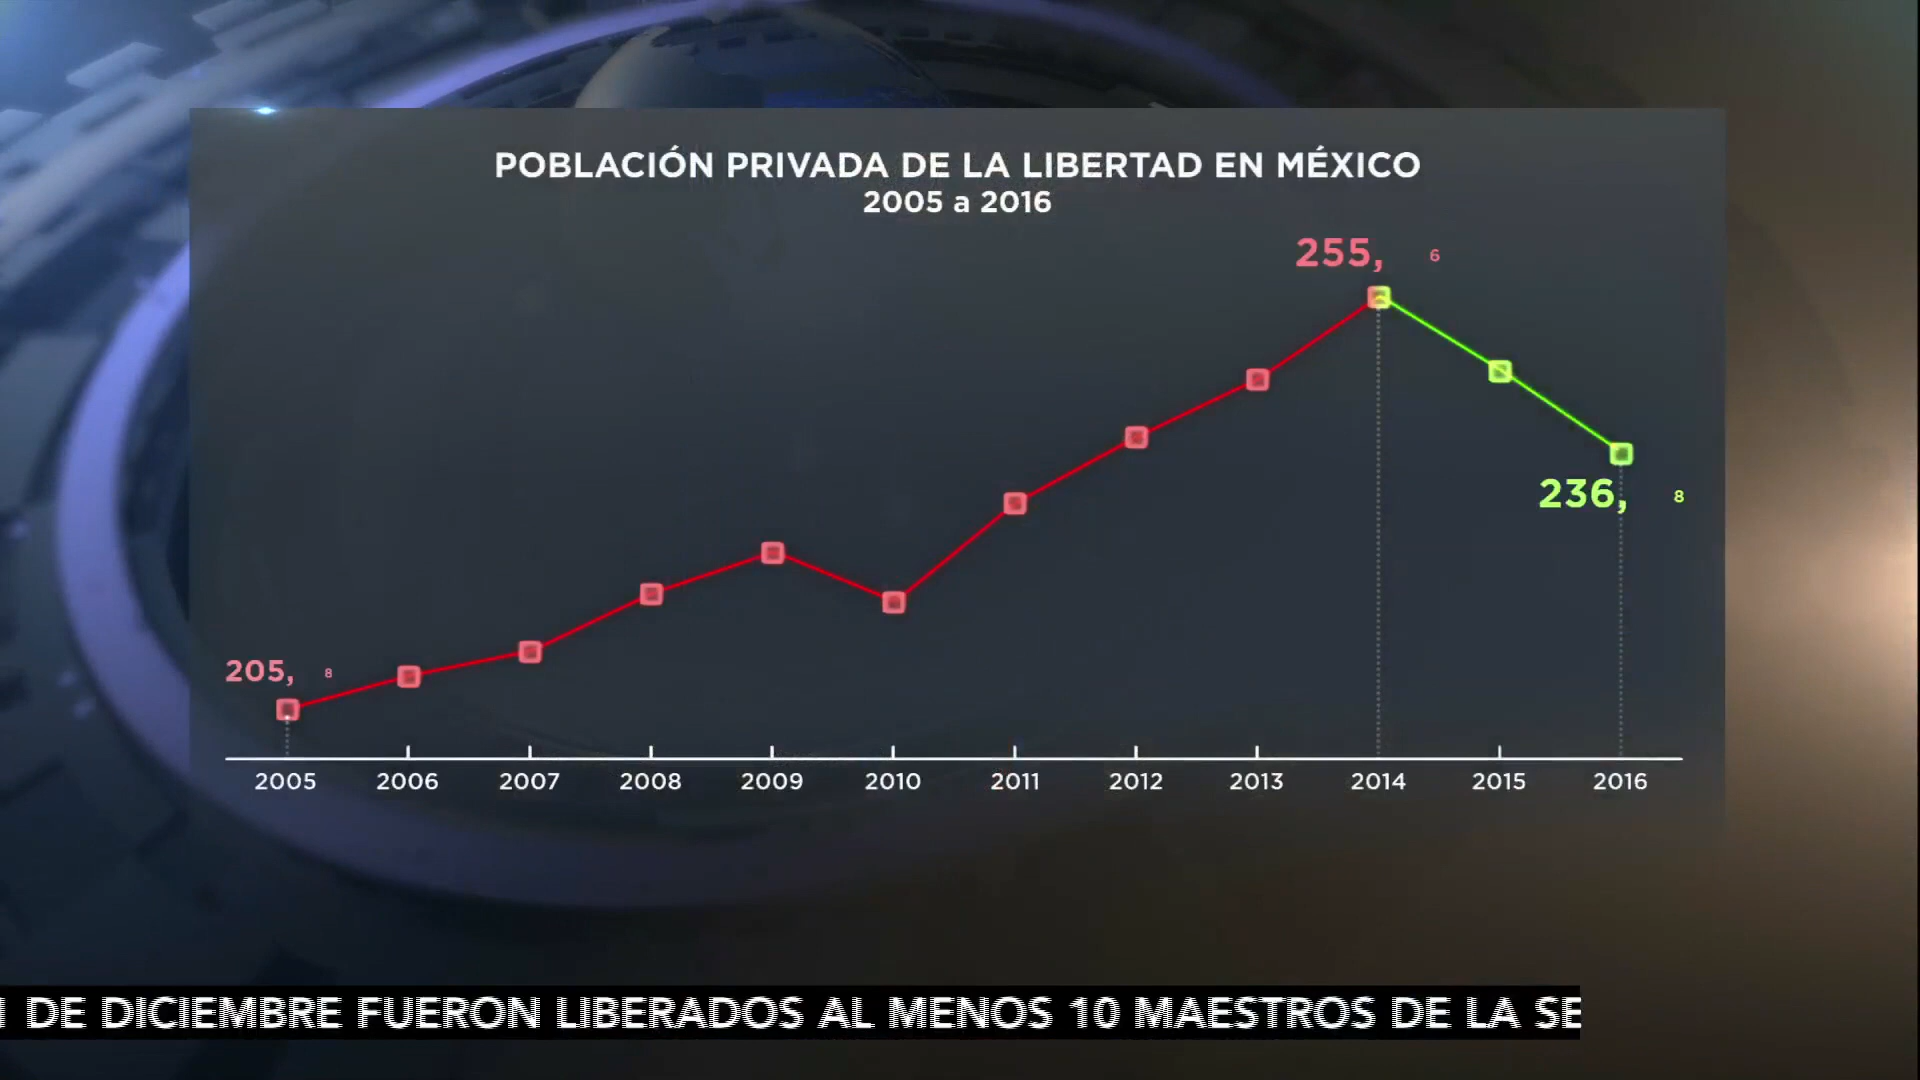 POBLACIÓN PRIVADA DE LA LIBERTAD EN MÉXICO
2005 a 2016
255, 6
236, 8
205, 8
2005 2006 2007 2008 2009 2010 2011 2012 2013 2014 2015 2016
DE DICIEMBRE FUERON LIBERADOS AL MENOS 10 MAESTROS DE LA SE